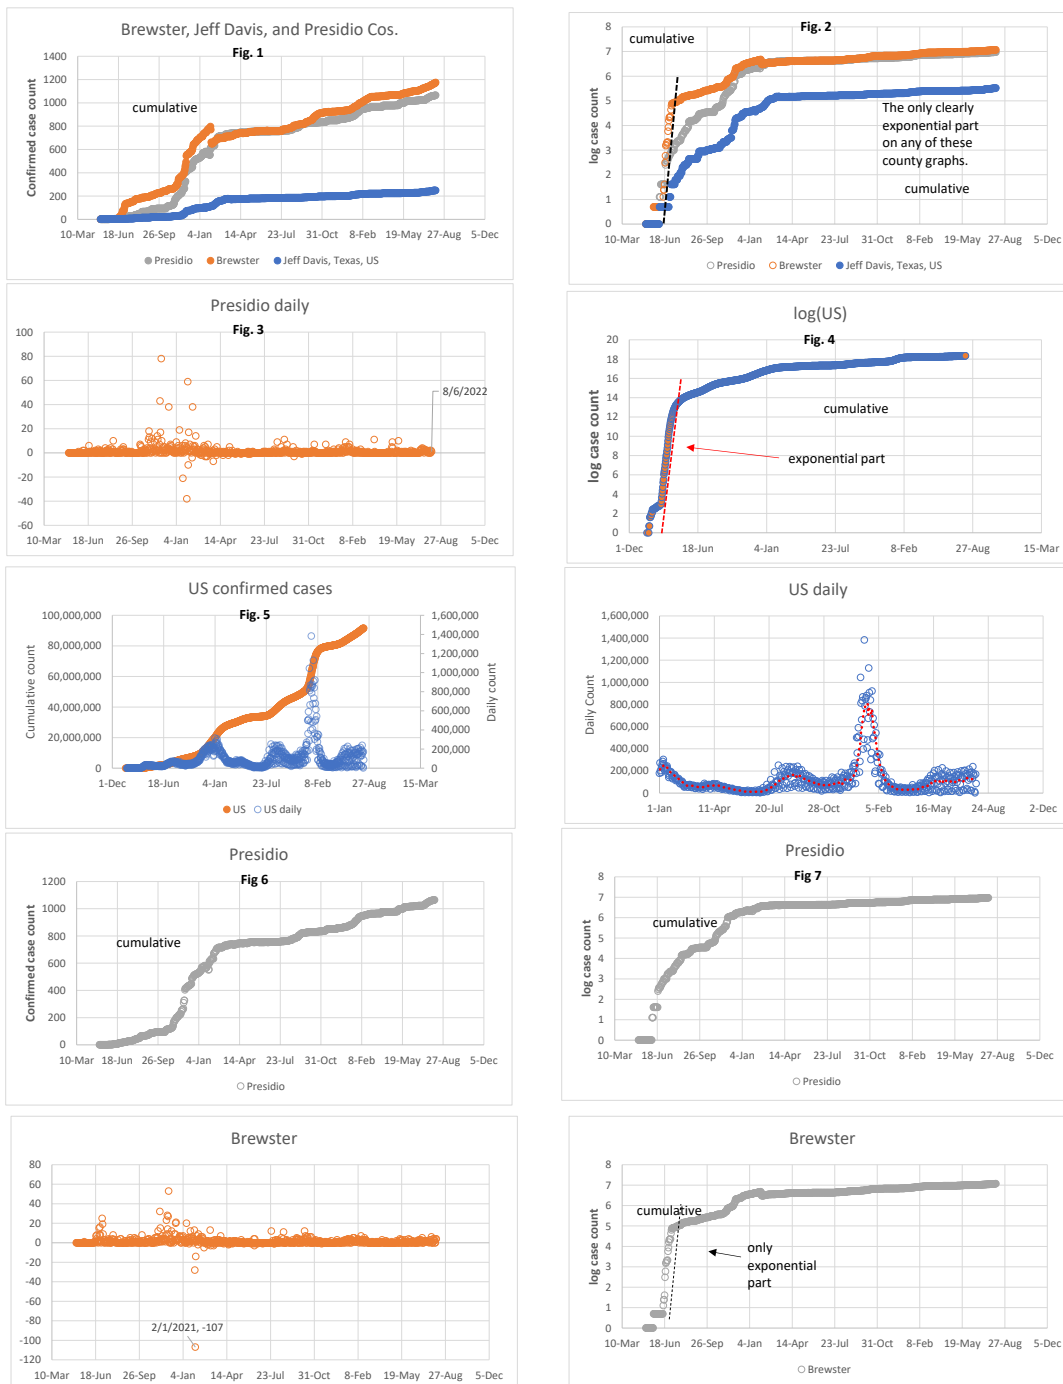 Brewster, Jeff Davis, and Presidio Cos.
Fig. 1
Confirmed case count
1400
1200
1000
800
600
400
200
0
cumulative
10-Mar 18-Jun 26-Sep 4-Jan 14-Apr 23-Jul 31-Oct 8-Feb 19-May 27-Aug 5-Dec
Presidio Brewster Jeff Davis, Texas, US
Fig. 2
log case count
8
7
6
5
4
3
2
1
0
cumulative
The only clearly
exponential part
on any of these
county graphs.
cumulative
10-Mar 18-Jun 26-Sep 4-Jan 14-Apr 23-Jul 31-Oct 8-Feb 19-May 27-Aug 5-Dec
Presidio Brewster Jeff Davis, Texas, US
Presidio daily
Fig. 3
100
80
60
40
20
0
-20
-40
-60
8/6/2022
10-Mar 18-Jun 26-Sep 4-Jan 14-Apr 23-Jul 31-Oct 8-Feb 19-May 27-Aug 5-Dec
log(US)
Fig. 4
log case count
20
18
16
14
12
10
8
6
4
2
0
cumulative
exponential part
1-Dec 18-Jun 4-Jan 23-Jul 8-Feb 27-Aug 15-Mar
US confirmed cases
Fig. 5
Cumulative count
100,000,000
80,000,000
60,000,000
40,000,000
20,000,000
0
1,600,000
1,400,000
1,200,000
1,000,000
800,000
600,000
400,000
200,000
0
Daily count
1-Dec 18-Jun 4-Jan 23-Jul 8-Feb 27-Aug 15-Mar
US US daily
US daily
Daily Count
1,600,000
1,400,000
1,200,000
1,000,000
800,000
600,000
400,000
200,000
0
1-Jan 11-Apr 20-Jul 28-Oct 5-Feb 16-May 24-Aug 2-Dec
Presidio
Fig 6
Confirmed case count
1200
1000
800
600
400
200
0
cumulative
10-Mar 18-Jun 26-Sep 4-Jan 14-Apr 23-Jul 31-Oct 8-Feb 19-May 27-Aug 5-Dec
Presidio
Presidio
Fig 7
log case count
8
7
6
5
4
3
2
1
0
cumulative
10-Mar 18-Jun 26-Sep 4-Jan 14-Apr 23-Jul 31-Oct 8-Feb 19-May 27-Aug 5-Dec
Presidio
Brewster
80
60
40
20
0
-20
-40
-60
-80
-100
-120
2/1/2021, -107
10-Mar 18-Jun 26-Sep 4-Jan 14-Apr 23-Jul 31-Oct 8-Feb 19-May 27-Aug 5-Dec
Brewster
log case count
8
7
6
5
4
3
2
1
0
cumulative
only
exponential
part
10-Mar 18-Jun 26-Sep 4-Jan 14-Apr 23-Jul 31-Oct 8-Feb 19-May 27-Aug 5-Dec
Brewster